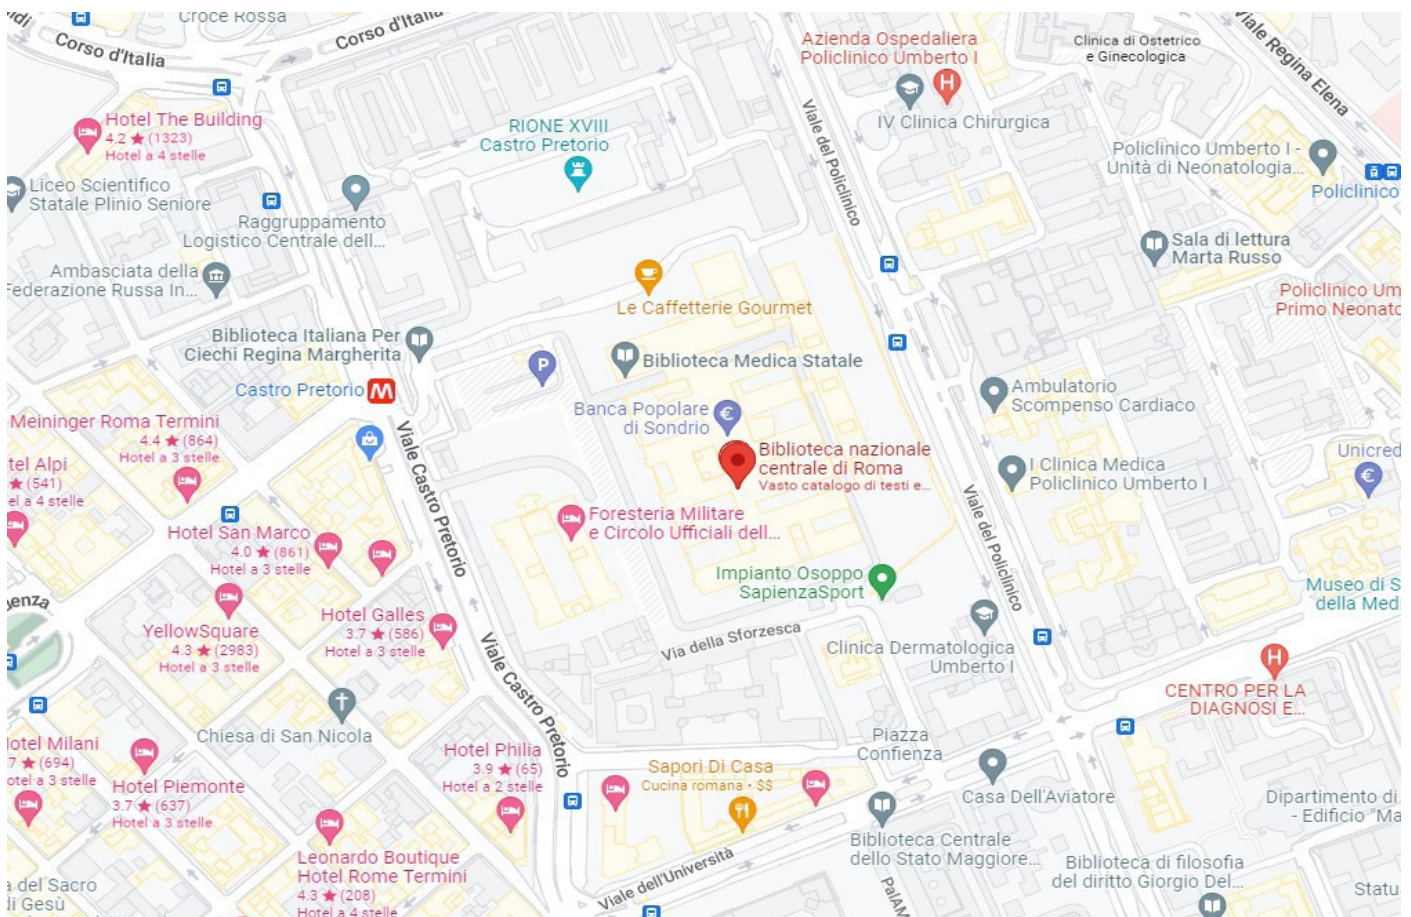 Croce Rossa
Corso d'Italia
Corso d'Italia
Azienda Ospedaliera
Policlinico Umberto I
Clinica di Ostetrico
e Ginecologica
Viale Regina Elena
Hotel The Building
4.2 ★ (1323)
Hotel a 4 stelle
RIONE XVIII
Castro Pretorio
IV Clinica Chirurgica
Viale del Policlinico
Policlinico Umberto I -
Unità di Neonatologia...
Policlinico
Liceo Scientifico
Statale Plinio Seniore
Raggruppamento
Logistico Centrale dell...
Sala di lettura
Marta Russo
Ambasciata della
Federazione Russa In...
Le Caffetterie Gourmet
Policlinico Um
Primo Neonato
Biblioteca Italiana Per
Ciechi Regina Margherita
P
Biblioteca Medica Statale
Castro Pretorio
M
Ambulatorio
Scompenso Cardiaco
Meininger Roma Termini
4.4 ★ (864)
Hotel a 3 stelle
Banca Popolare
di Sondrio
€
Viale Castro Pretorio
Biblioteca nazionale
centrale di Roma
Vasto catalogo di testi e...
I Clinica Medica
Policlinico Umberto I
Unicred
€
tel Alpi
★ (541)
el a 4 stelle
Foresteria Militare
e Circolo Ufficiali dell...
Viale del Policlinico
Hotel San Marco
4.0 ★ (861)
Hotel a 3 stelle
Impianto Osoppo
SapienzaSport
Museo di S
della Medi
Hotel Galles
3.7 ★ (586)
Hotel a 3 stelle
YellowSquare
4.3 ★ (2983)
Hotel a 3 stelle
Via della Sforzesca
Clinica Dermatologica
Umberto I
Viale Castro Pretorio
H
CENTRO PER LA
DIAGNOSI E...
Chiesa di San Nicola
Piazza
Confienza
Hotel Milani
7 ★ (694)
otel a 3 stelle
Hotel Piemonte
3.7 ★ (637)
Hotel a 3 stelle
Hotel Philia
3.9 ★ (65)
Hotel a 2 stelle
Sapori Di Casa
Cucina romana · $$
Casa Dell'Aviatore
Dipartimento di
- Edificio "Ma
Biblioteca Centrale
dello Stato Maggiore...
Leonardo Boutique
Hotel Rome Termini
4.3 ★ (208)
Hotel a 4 stelle
Viale dell'Università
PalAM
Biblioteca di filosofia
del diritto Giorgio Del...
a del Sacro
di Gesù
Statu